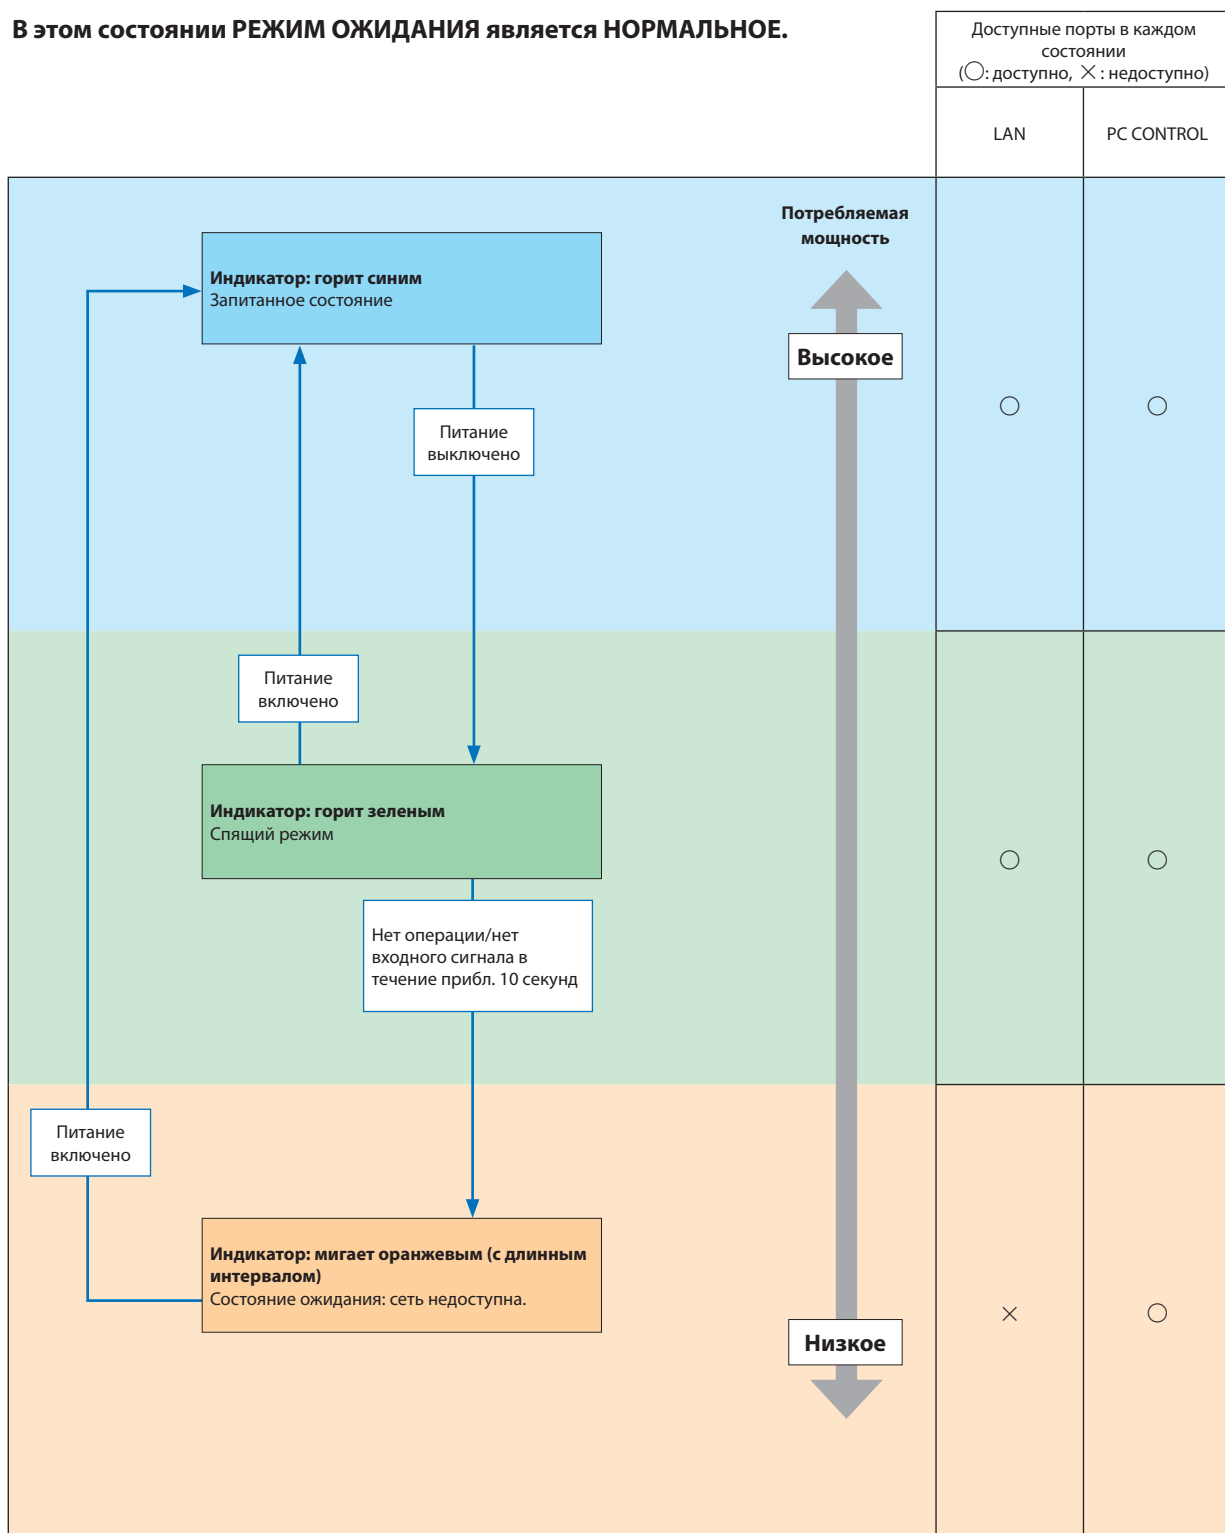 В этом состоянии РЕЖИМ ОЖИДАНИЯ является НОРМАЛЬНОЕ.
Доступные порты в каждом
состоянии
(○: доступно, ×: недоступно)
LAN
PC CONTROL
Потребляемая
мощность
Индикатор: горит синим
Запитанное состояние
Высокое
○
○
Питание
выключено
Питание
включено
Индикатор: горит зеленым
Спящий режим
○
○
Нет операции/нет
входного сигнала в
течение прибл. 10 секунд
Питание
включено
Индикатор: мигает оранжевым (с длинным
интервалом)
Состояние ожидания: сеть недоступна.
×
○
Низкое